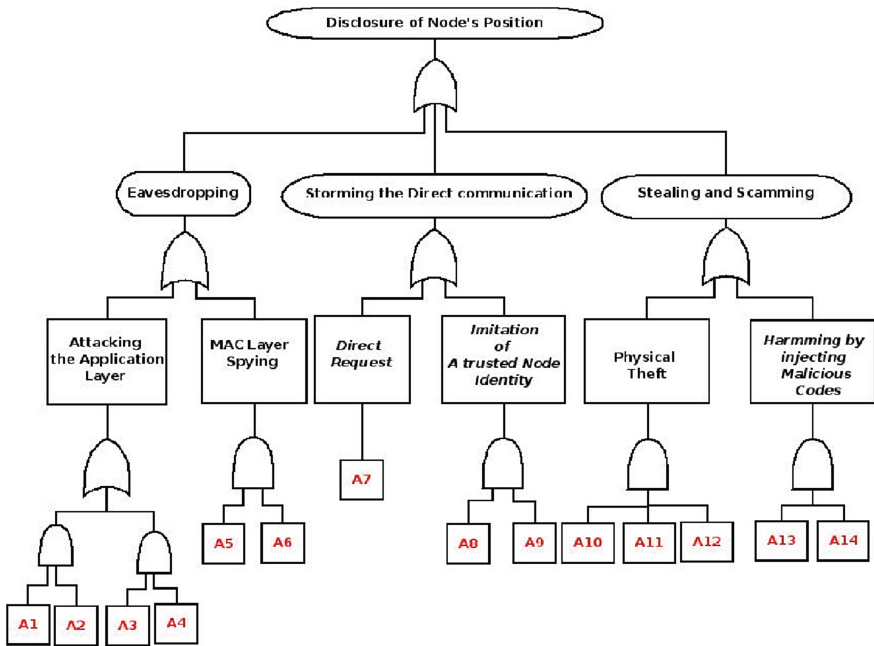 Disclosure of Node's Position
Eavesdropping
Storming the Direct communication
Stealing and Scamming
Attacking
the Application
Layer
MAC Layer
Spying
Direct
Request
Imitation
of
A trusted Node
Identity
Physical
Theft
Harmming by
injecting
Malicious
Codes
A7
A5
A6
A8
A9
A10
A11
A12
A13
A14
A1
A2
A3
A4